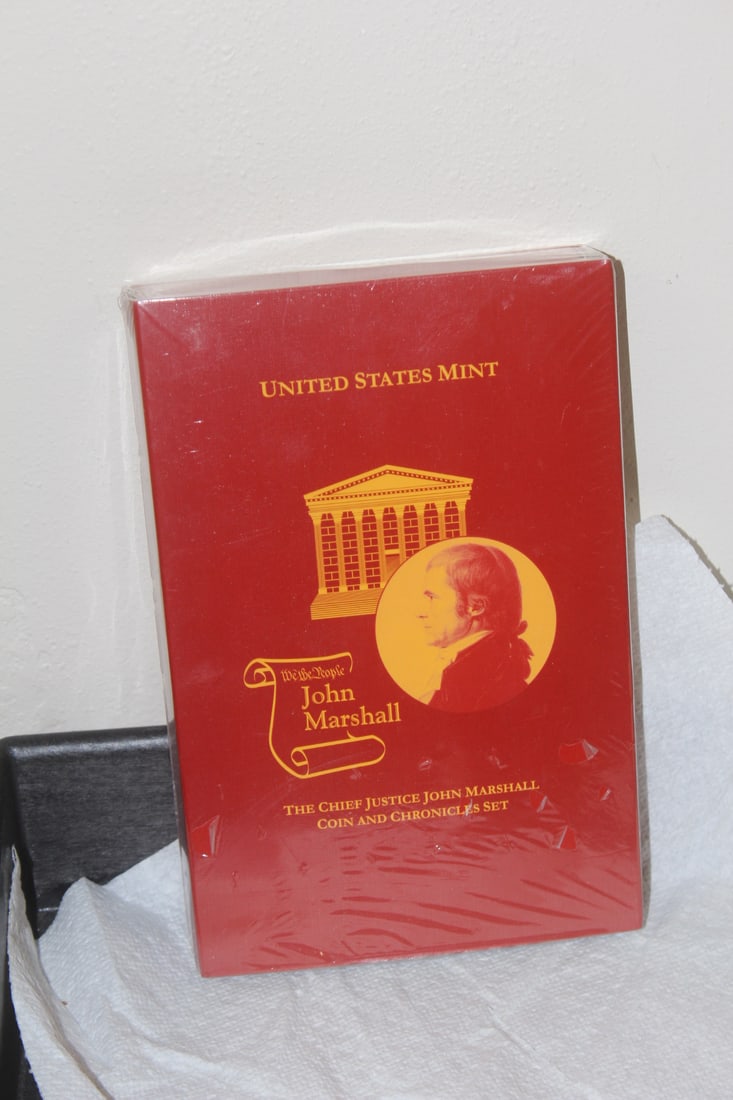 UNITED STATES MINT
We the People
John
Marshall
THE CHIEF JUSTICE JOHN MARSHALL
COIN AND CHRONICLES SET